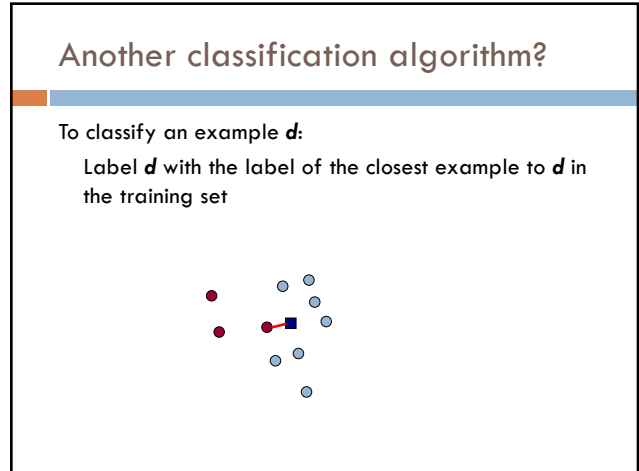 Another classification algorithm?
To classify an example d:
Label d with the label of the closest example to d in
the training set